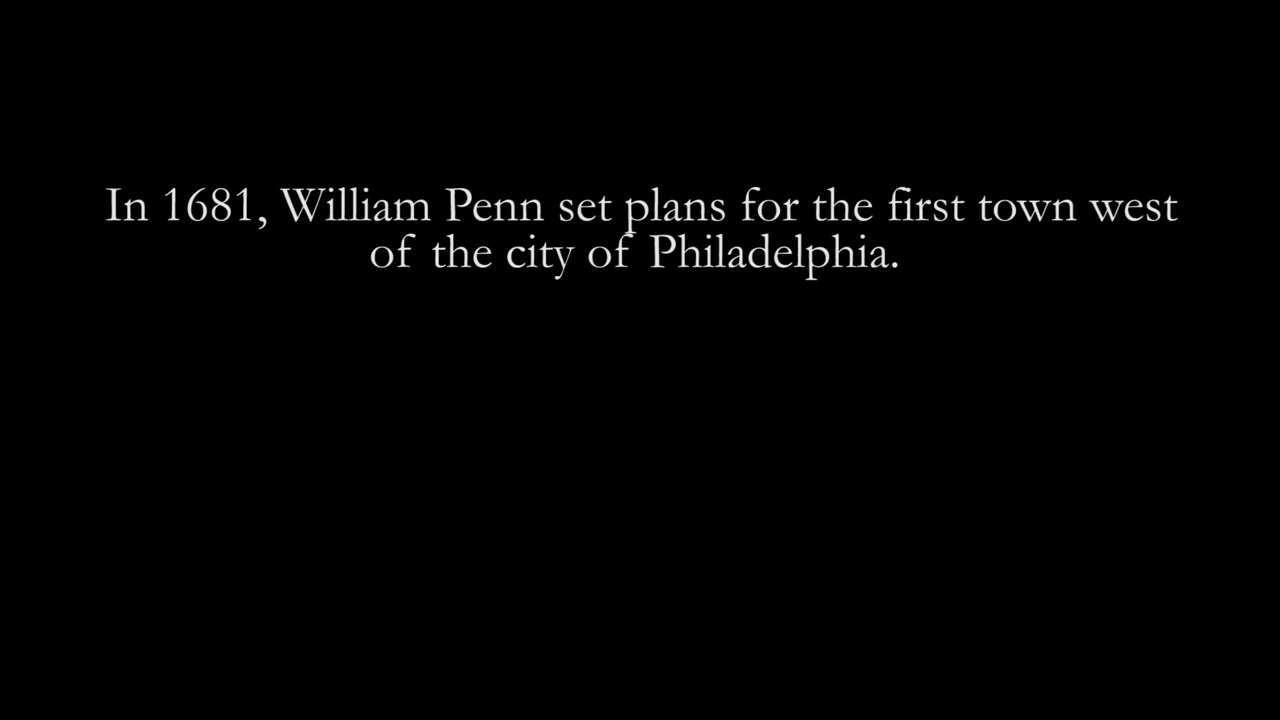 In 1681, William Penn set plans for the first town west
of the city of Philadelphia.